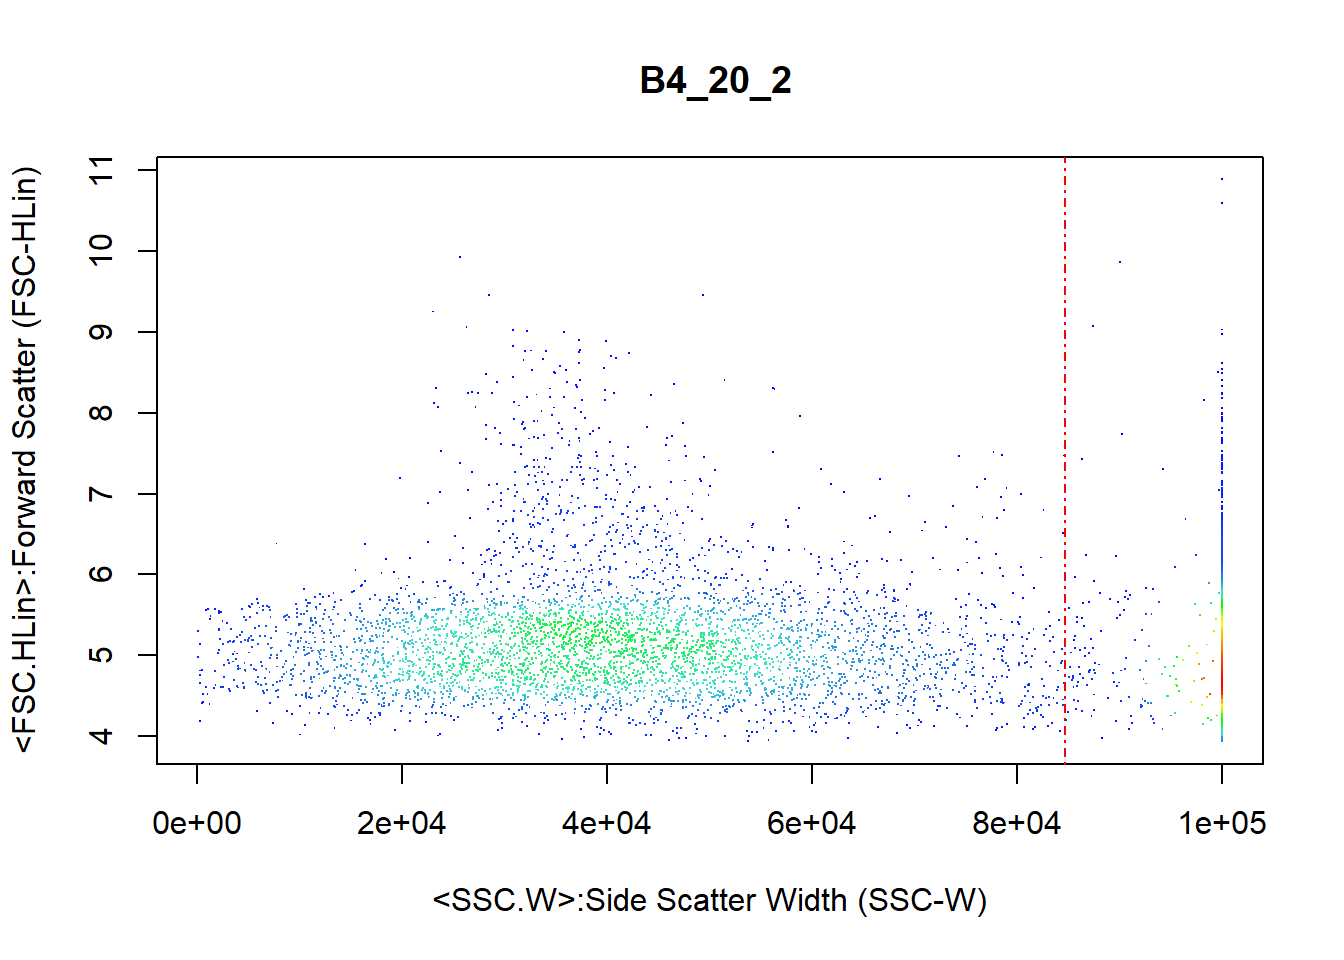 B4_20_2
<FSC.HLin>:Forward Scatter (FSC-HLin)
11
10
9
8
7
6
5
4
0e+00 2e+04 4e+04 6e+04 8e+04 1e+05
<SSC.W>:Side Scatter Width (SSC-W)